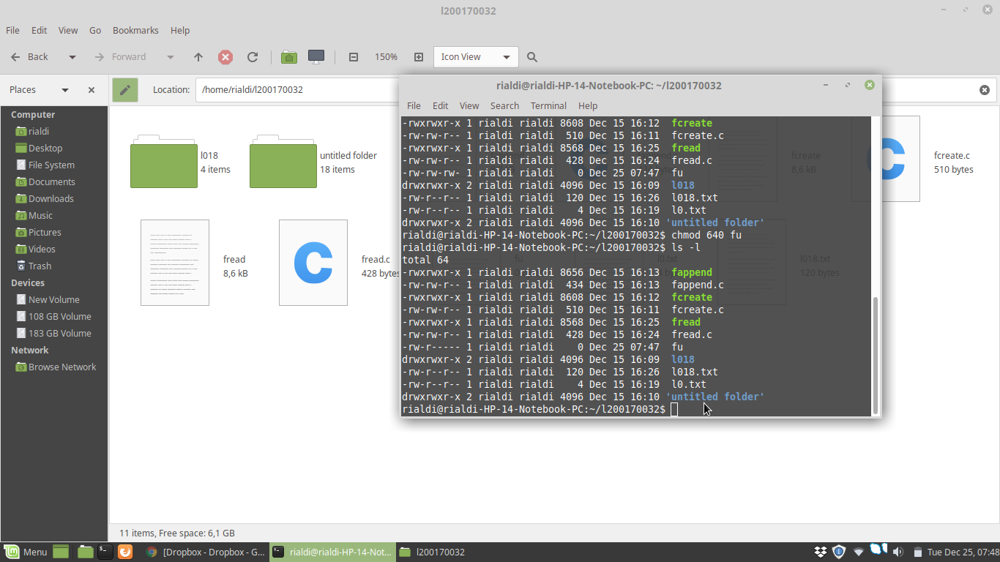 l200170032
File Edit View Go Bookmarks Help
Back Forward 150% Icon View
Places Location: /home/rialdi/l200170032
Computer
rialdi
Desktop
File System
Documents
Downloads
Music
Pictures
Videos
Trash
Devices
New Volume
108 GB Volume
183 GB Volume
Network
Browse Network
l018
4 items
untitled folder
18 items
fcreate
8,6 kB
fcreate.c
510 bytes
fread
8,6 kB
fread.c
428 bytes
fu
l0.txt
l018.txt
120 bytes
rialdi@rialdi-HP-14-Notebook-PC: ~/l200170032
File Edit View Search Terminal Help
-rwxrwxr-x 1 rialdi rialdi 8608 Dec 15 16:12 fcreate
-rw-rw-r-- 1 rialdi rialdi 510 Dec 15 16:11 fcreate.c
-rwxrwxr-x 1 rialdi rialdi 8568 Dec 15 16:25 fread
-rw-rw-r-- 1 rialdi rialdi 428 Dec 15 16:24 fread.c
-rw-rw-rw- 1 rialdi rialdi 0 Dec 25 07:47 fu
drwxrwxr-x 2 rialdi rialdi 4096 Dec 15 16:09 l018
-rw-r--r-- 1 rialdi rialdi 120 Dec 15 16:26 l018.txt
-rw-r--r-- 1 rialdi rialdi 4 Dec 15 16:19 l0.txt
drwxrwxr-x 2 rialdi rialdi 4096 Dec 15 16:10 'untitled folder'
rialdi@rialdi-HP-14-Notebook-PC:~/l200170032$ chmod 640 fu
rialdi@rialdi-HP-14-Notebook-PC:~/l200170032$ ls -l
total 64
-rwxrwxr-x 1 rialdi rialdi 8656 Dec 15 16:13 fappend
-rw-rw-r-- 1 rialdi rialdi 434 Dec 15 16:13 fappend.c
-rwxrwxr-x 1 rialdi rialdi 8608 Dec 15 16:12 fcreate
-rw-rw-r-- 1 rialdi rialdi 510 Dec 15 16:11 fcreate.c
-rwxrwxr-x 1 rialdi rialdi 8568 Dec 15 16:25 fread
-rw-rw-r-- 1 rialdi rialdi 428 Dec 15 16:24 fread.c
-rw-r----- 1 rialdi rialdi 0 Dec 25 07:47 fu
drwxrwxr-x 2 rialdi rialdi 4096 Dec 15 16:09 l018
-rw-r--r-- 1 rialdi rialdi 120 Dec 15 16:26 l018.txt
-rw-r--r-- 1 rialdi rialdi 4 Dec 15 16:19 l0.txt
drwxrwxr-x 2 rialdi rialdi 4096 Dec 15 16:10 'untitled folder'
rialdi@rialdi-HP-14-Notebook-PC:~/l200170032$
11 items, Free space: 6,1 GB
Menu [Dropbox - Dropbox - G... rialdi@rialdi-HP-14-Not... l200170032 Tue Dec 25, 07:48